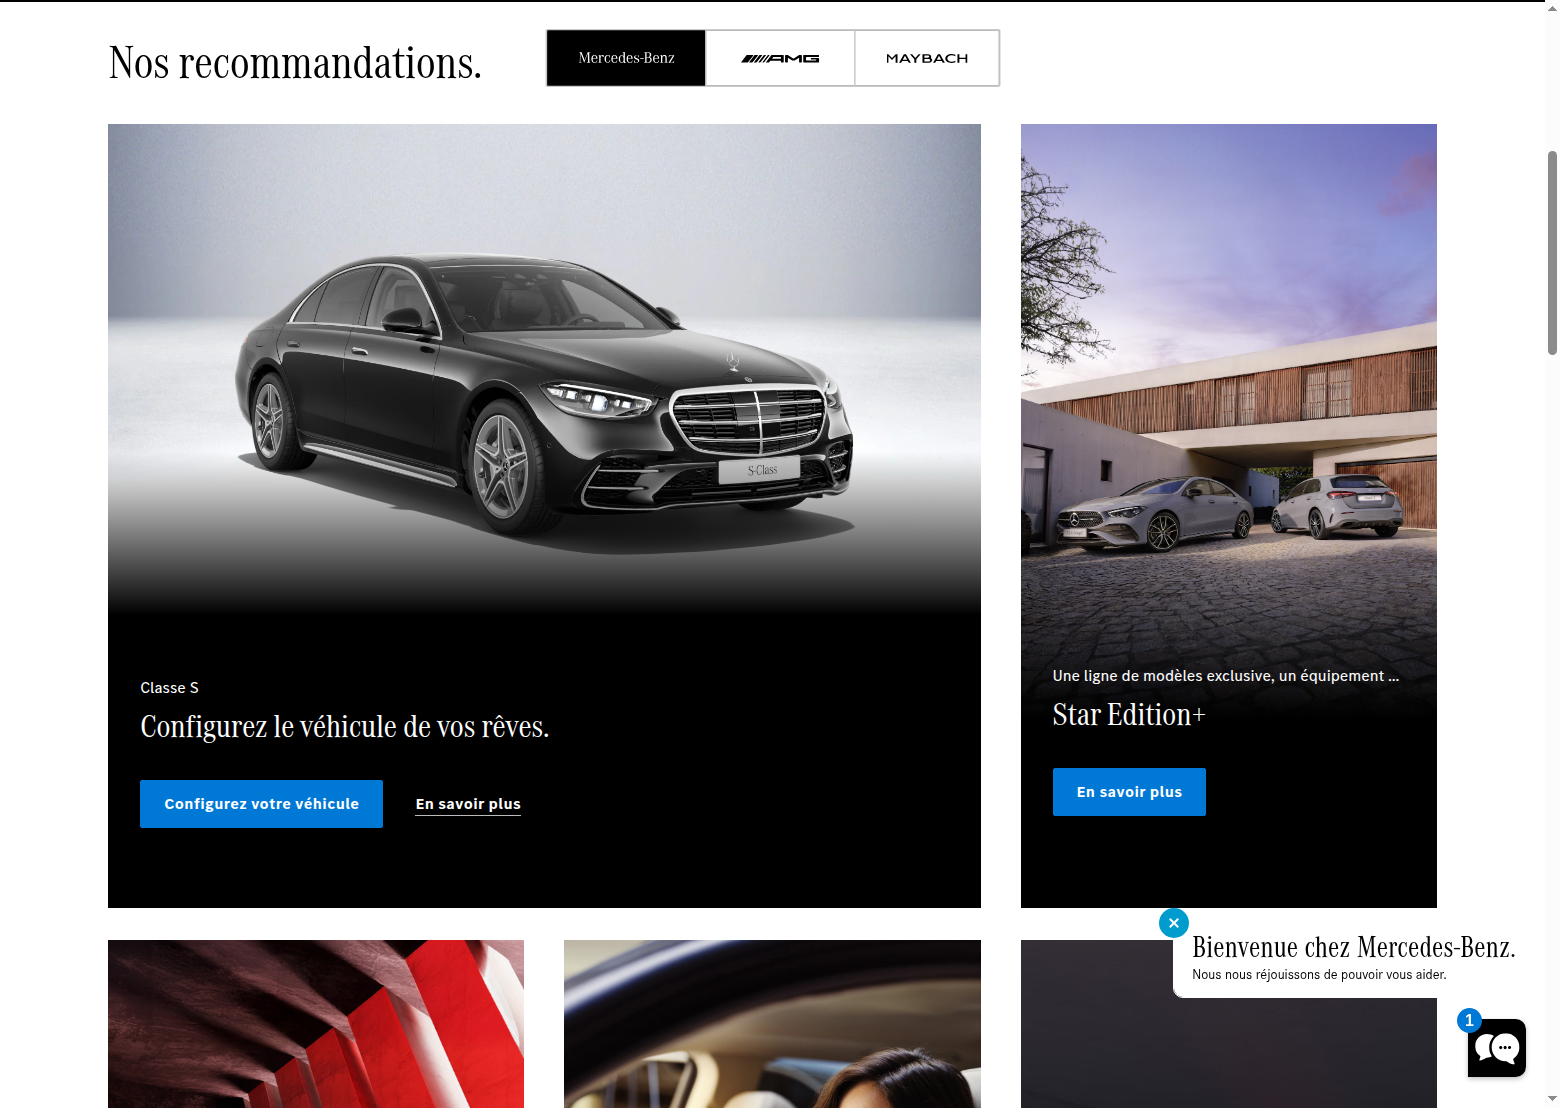 Nos recommandations.
Mercedes-Benz
AMG
MAYBACH
S-Class
Classe S
Configurez le véhicule de vos rêves.
Configurez votre véhicule
En savoir plus
Une ligne de modèles exclusive, un équipement ...
Star Edition+
En savoir plus
Bienvenue chez Mercedes-Benz.
Nous nous réjouissons de pouvoir vous aider.
1